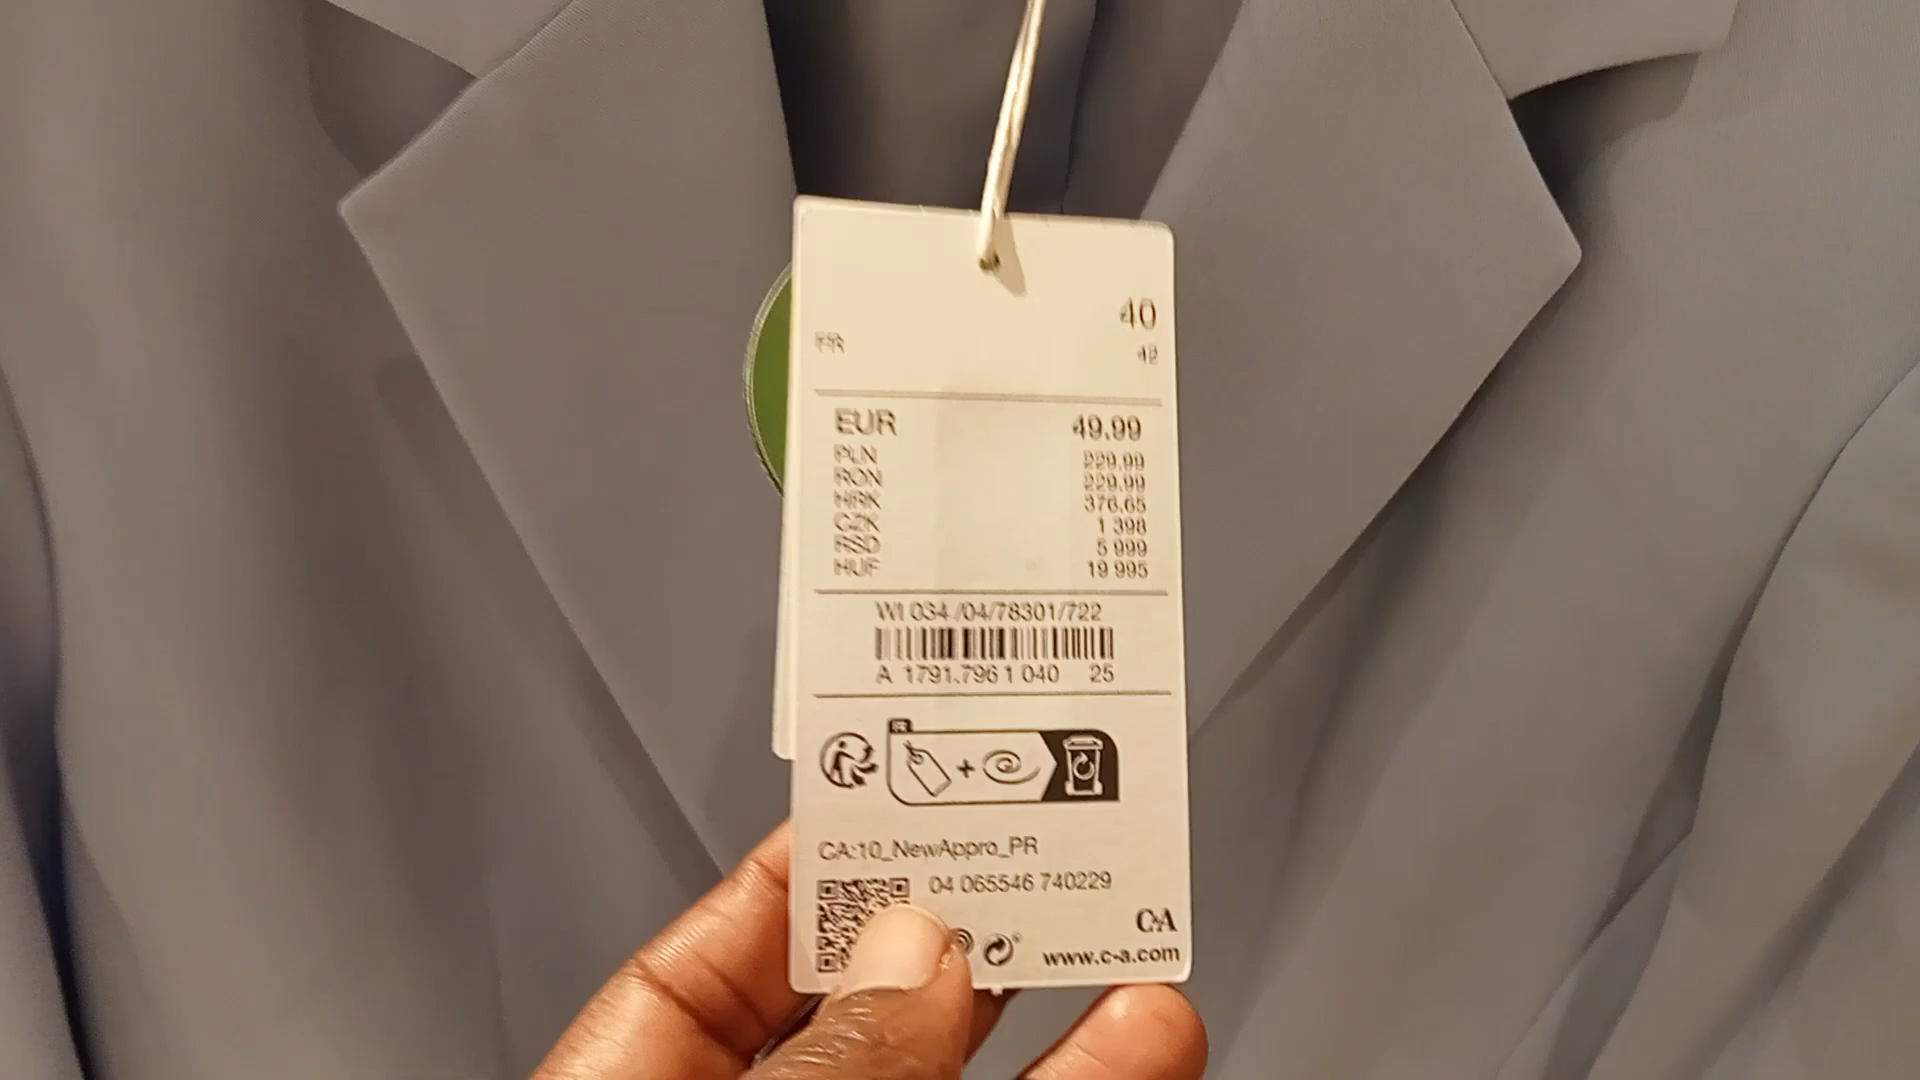 40
FR 42
EUR 49.99
PLN 229.99
RON 229.99
HRK 376.65
CZK 1 398
RSD 5 999
HUF 19 995
WI 034 /04/78301/722
A 1791.796 1 040 25
FR
+
CA:10_NewAppro_PR
04 065546 740229
C&A
www.c-a.com